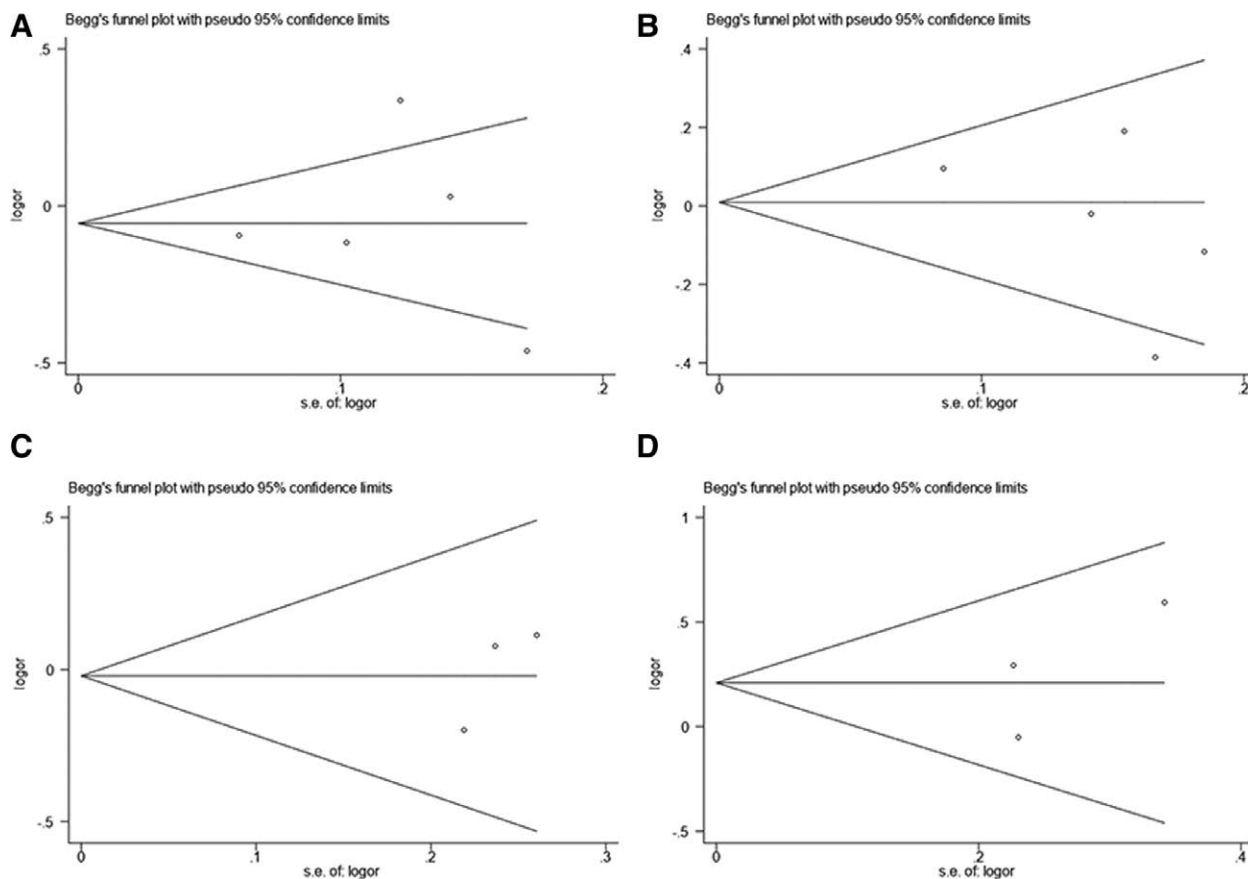 A
Begg's funnel plot with pseudo 95% confidence limits
.5
0
-.5
logor
0
.1
.2
s.e. of: logor
B
Begg's funnel plot with pseudo 95% confidence limits
.4
.2
0
-.2
-.4
logor
0
.1
.2
s.e. of: logor
C
Begg's funnel plot with pseudo 95% confidence limits
.5
0
-.5
logor
0
.1
.2
.3
s.e. of: logor
D
Begg's funnel plot with pseudo 95% confidence limits
1
.5
0
-.5
logor
0
.2
.4
s.e. of: logor